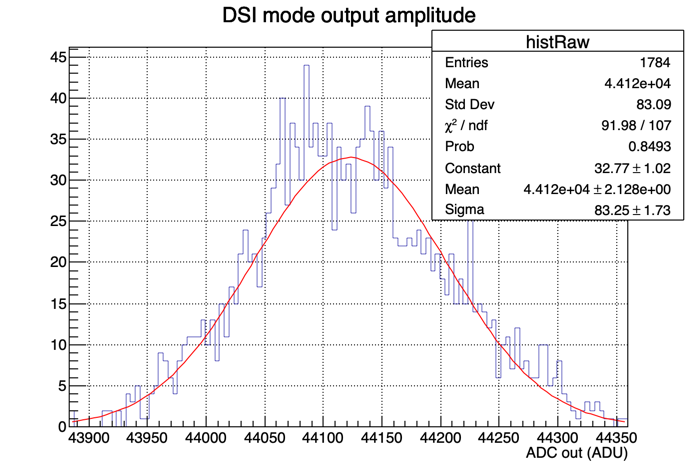 DSI mode output amplitude
histRaw
Entries 1784
Mean 4.412e+04
Std Dev 83.09
χ² / ndf 91.98 / 107
Prob 0.8493
Constant 32.77 ± 1.02
Mean 4.412e+04 ± 2.128e+00
Sigma 83.25 ± 1.73
45
40
35
30
25
20
15
10
5
0
43900 43950 44000 44050 44100 44150 44200 44250 44300 44350
ADC out (ADU)